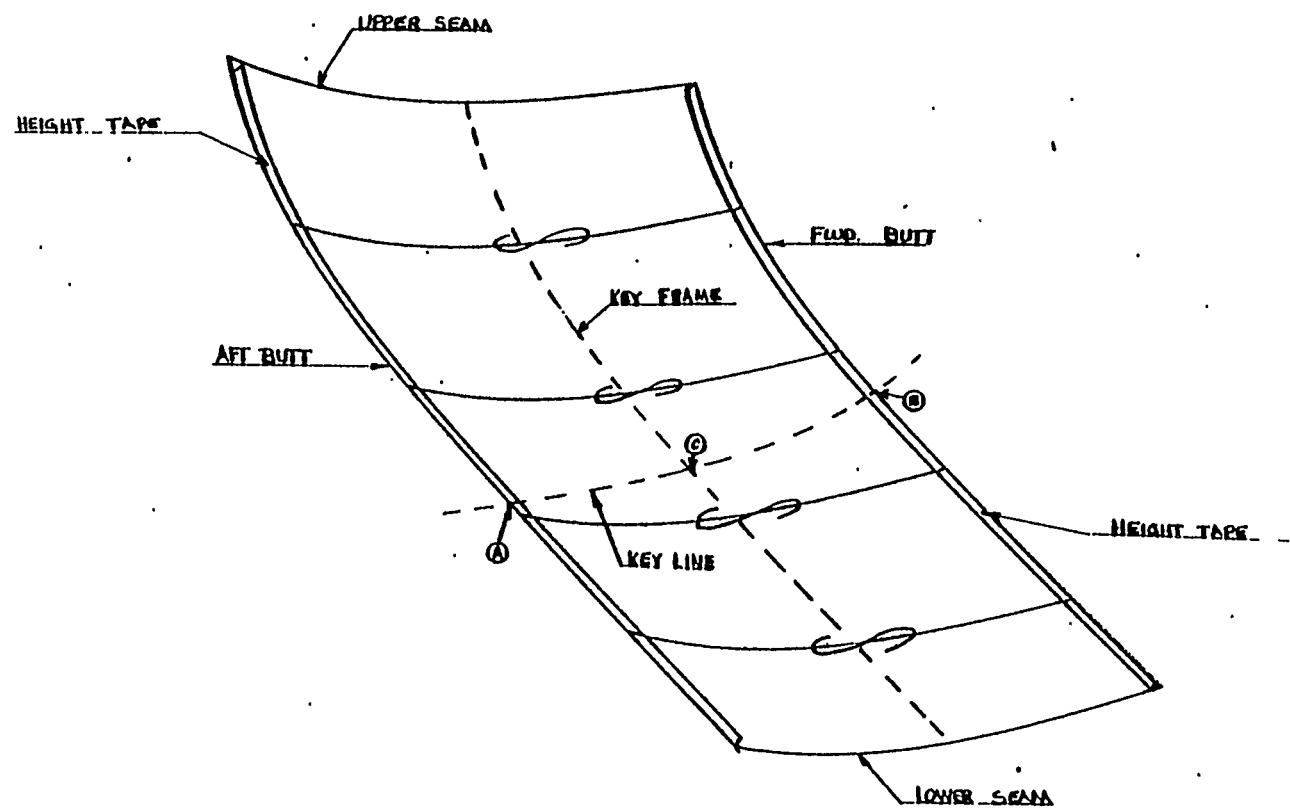 UPPER SEAM
HEIGHT TAPE
FWD. BUTT
KEY FRAME
AFT BUTT
B
C
A
KEY LINE
HEIGHT TAPE
LOWER SEAM